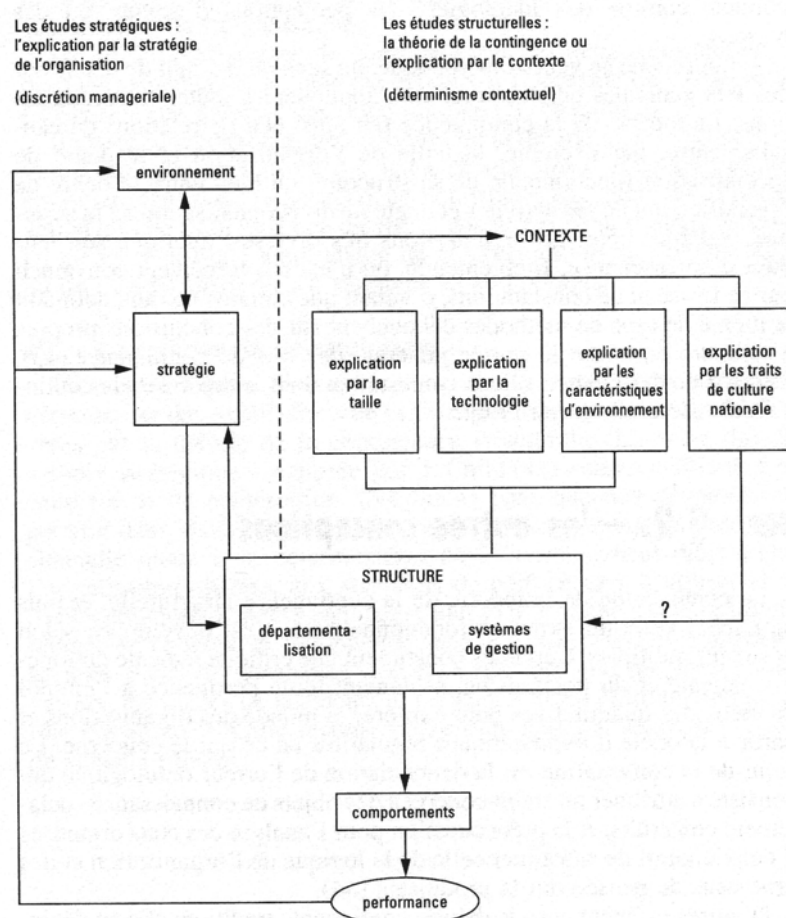 Les études stratégiques :
l'explication par la stratégie
de l'organisation
(discrétion manageriale)
Les études structurelles :
la théorie de la contingence ou
l'explication par le contexte
(déterminisme contextuel)
environnement
CONTEXTE
stratégie
explication
par la
taille
explication
par la
technologie
explication
par les
caractéristiques
d'environnement
explication
par les traits
de culture
nationale
STRUCTURE
départementa-
lisation
systèmes
de gestion
?
comportements
performance